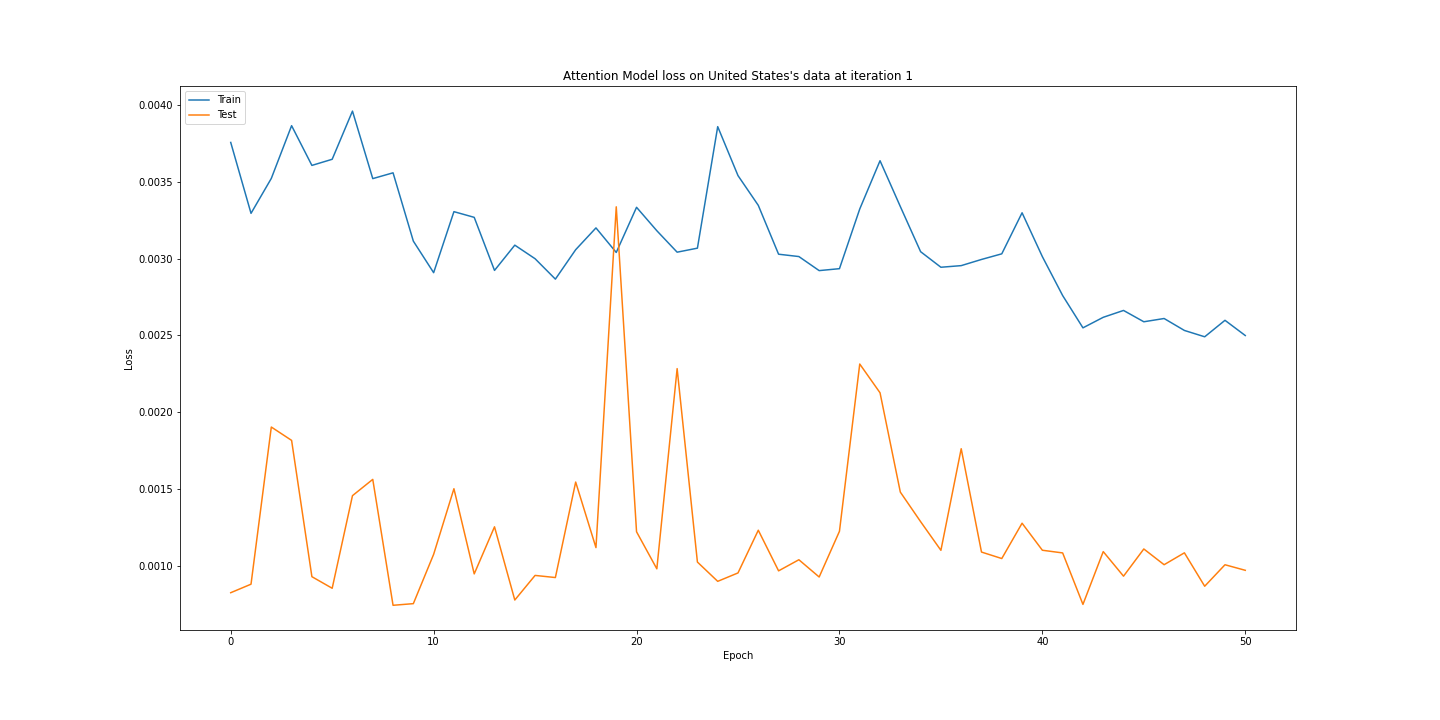 Attention Model loss on United States's data at iteration 1
Train
Test
0.0040
0.0035
0.0030
0.0025
0.0020
0.0015
0.0010
Loss
0 10 20 30 40 50
Epoch